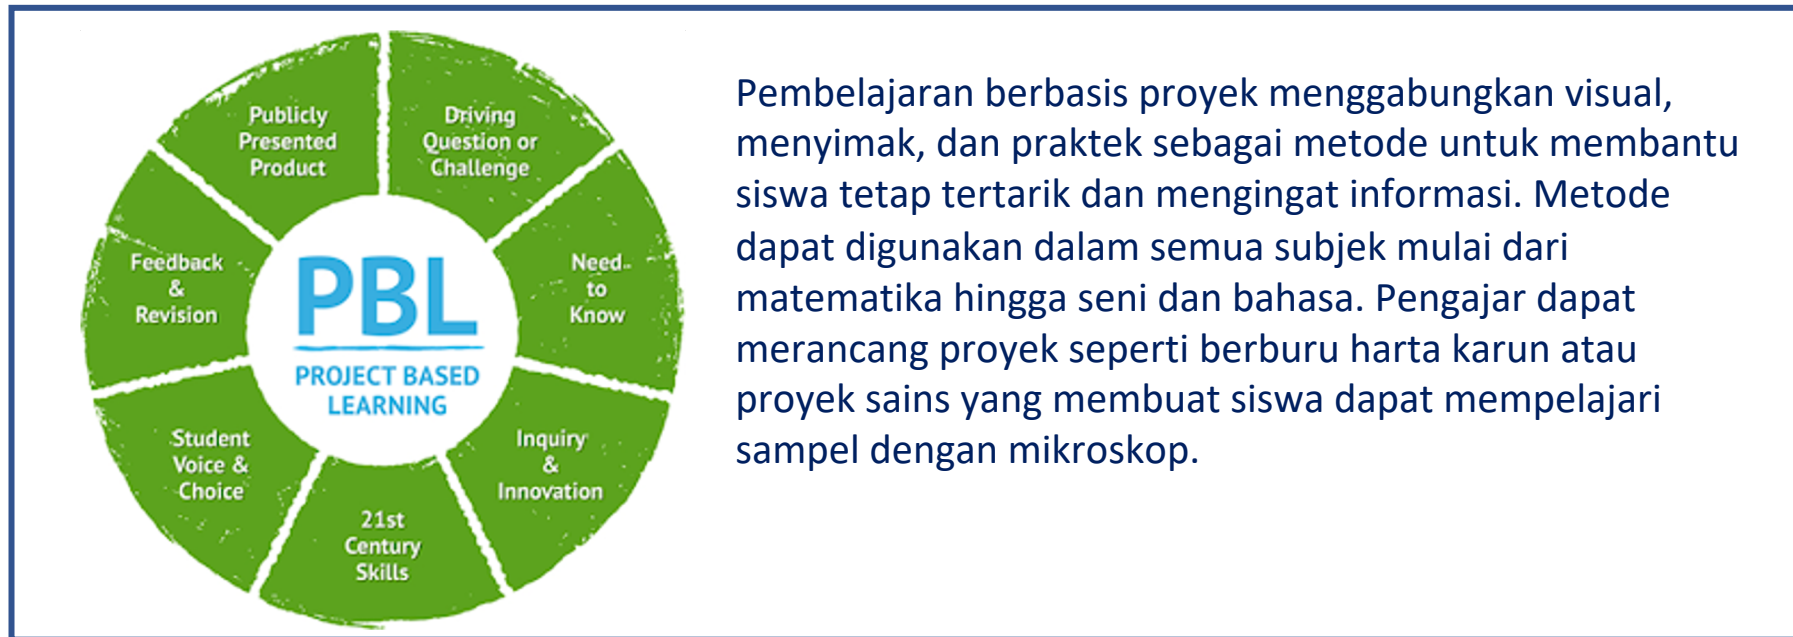 Publicly
Presented
Product
Driving
Question or
Challenge
Need
to
Know
Inquiry
&
Innovation
21st
Century
Skills
Student
Voice &
Choice
Feedback
&
Revision
PBL
PROJECT BASED
LEARNING
Pembelajaran berbasis proyek menggabungkan visual,
menyimak, dan praktek sebagai metode untuk membantu
siswa tetap tertarik dan mengingat informasi. Metode
dapat digunakan dalam semua subjek mulai dari
matematika hingga seni dan bahasa. Pengajar dapat
merancang proyek seperti berburu harta karun atau
proyek sains yang membuat siswa dapat mempelajari
sampel dengan mikroskop.